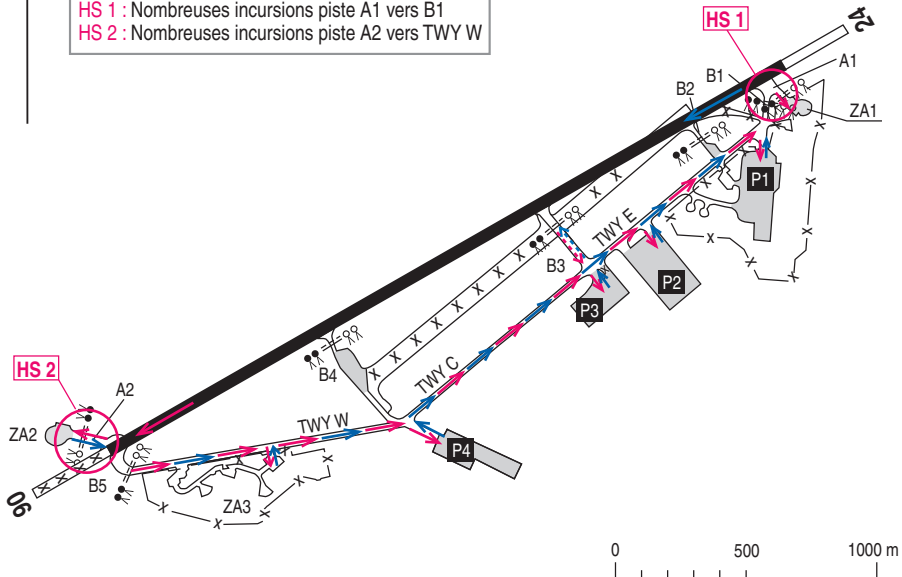 HS 1 : Nombreuses incursions piste A1 vers B1
HS 2 : Nombreuses incursions piste A2 vers TWY W
HS 1
24
A1
B1
B2
ZA1
P1
TWY E
B3
P2
P3
B4
TWY C
HS 2
A2
ZA2
TWY W
P4
B5
ZA3
06
0 500 1000 m